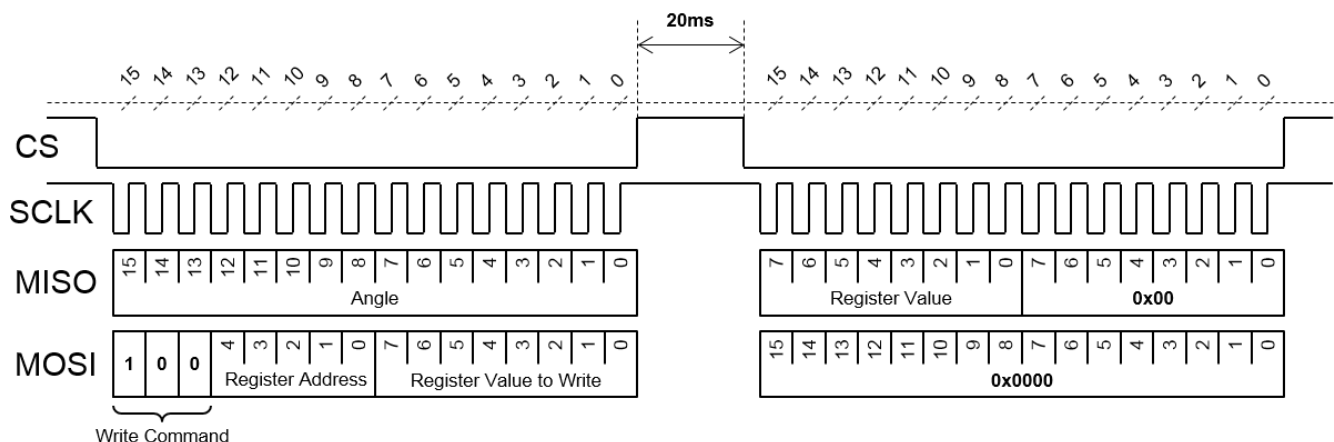 20ms
15 14 13 12 11 10 9 8 7 6 5 4 3 2 1 0 15 14 13 12 11 10 9 8 7 6 5 4 3 2 1 0
CS
SCLK
MISO 15 14 13 12 11 10 9 8 7 6 5 4 3 2 1 0 7 6 5 4 3 2 1 0 7 6 5 4 3 2 1 0
Angle Register Value 0x00
MOSI 1 0 0 4 3 2 1 0 7 6 5 4 3 2 1 0 15 14 13 12 11 10 9 8 7 6 5 4 3 2 1 0
Register Address Register Value to Write 0x0000
Write Command